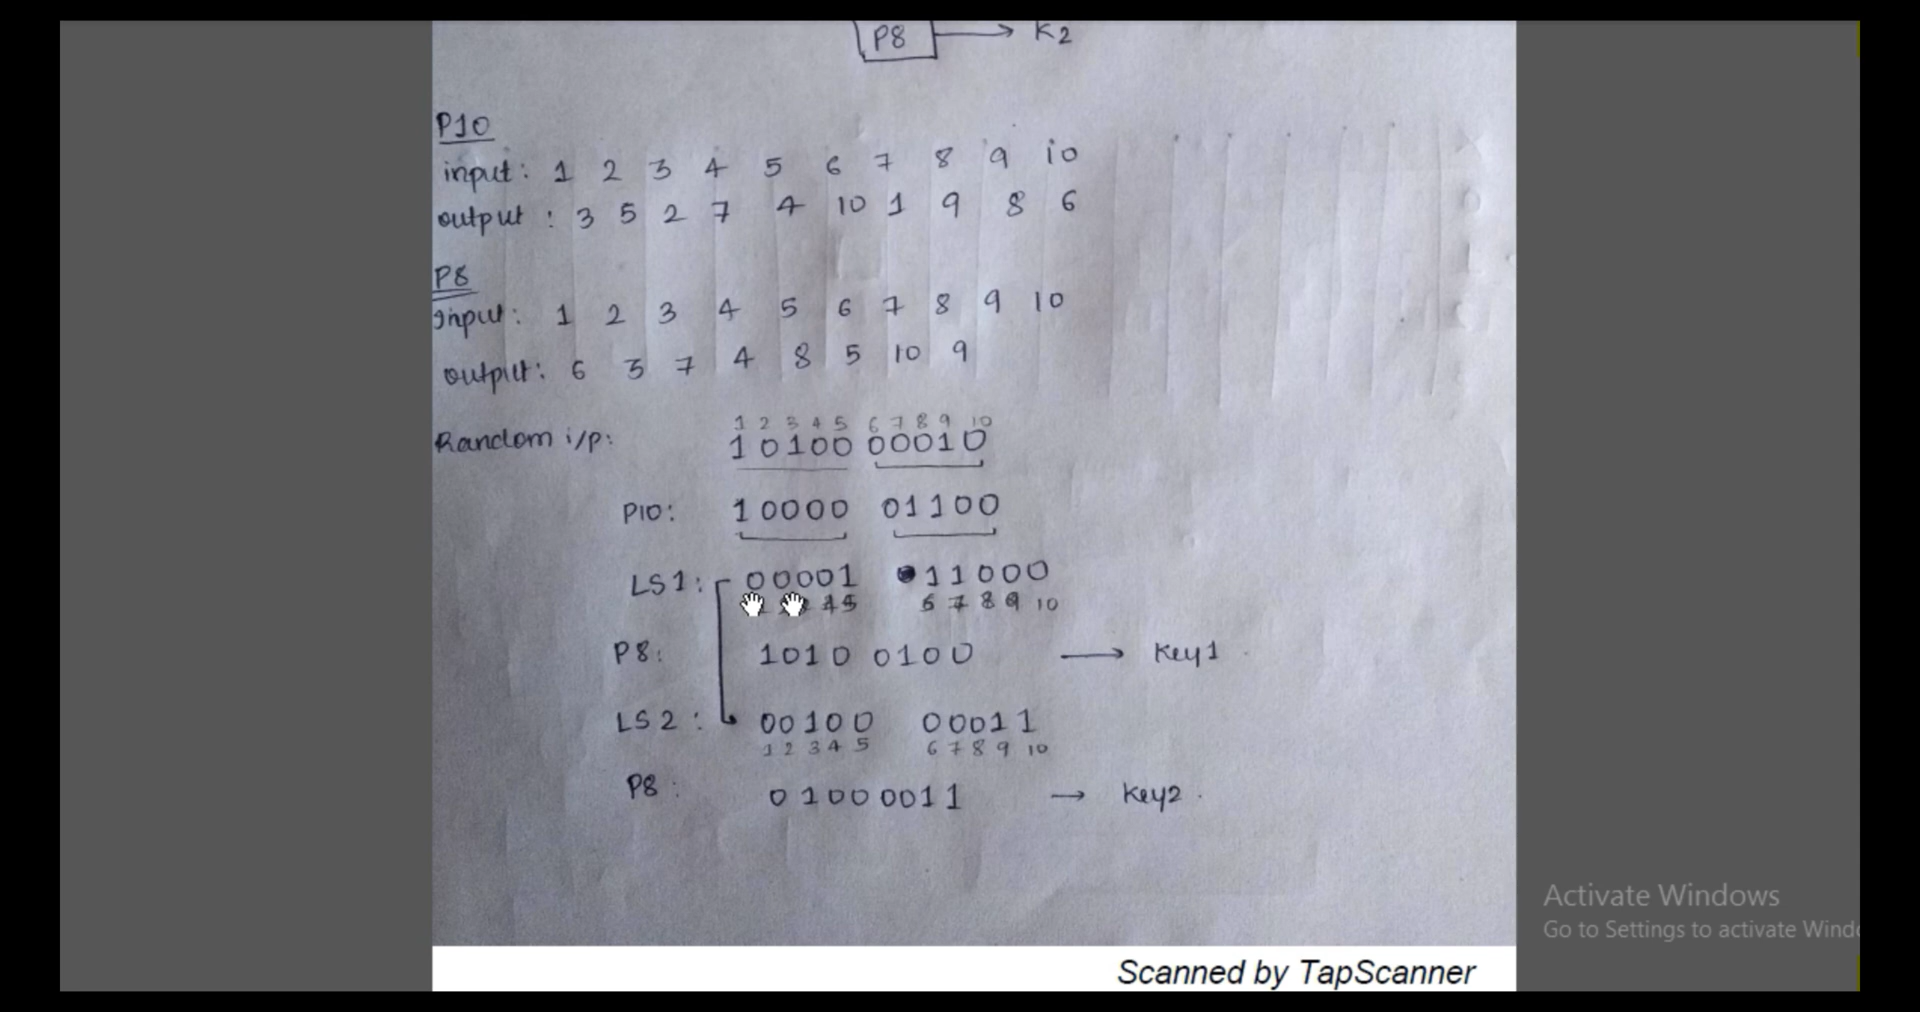 P8 → K2
P10
input: 1 2 3 4 5 6 7 8 9 10
output: 3 5 2 7 4 10 1 9 8 6
P8
Input: 1 2 3 4 5 6 7 8 9 10
output: 6 3 7 4 8 5 10 9
1 2 3 4 5 6 7 8 9 10
Random i/p: 10100 00010
P10: 10000 01100
LS1: 00001 11000
4 5 6 7 8 9 10
P8: 1010 0100 → Key1
LS2: 00100 00011
1 2 3 4 5 6 7 8 9 10
P8: 0 1000011 → Key2.
Activate Windows
Go to Settings to activate Wind
Scanned by TapScanner